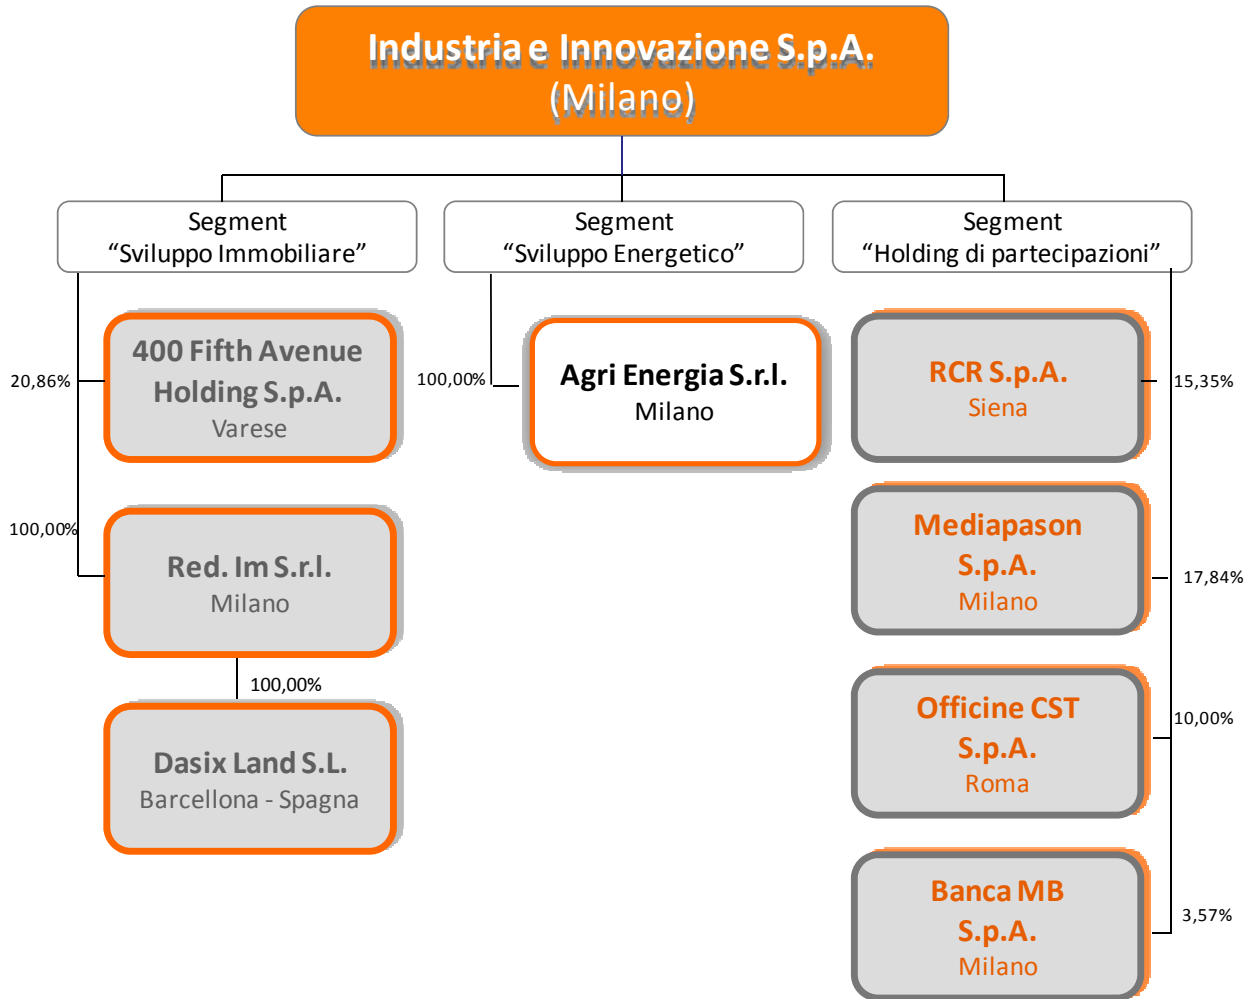 Industria e Innovazione S.p.A.
(Milano)
Segment
“Sviluppo Immobiliare”
Segment
“Sviluppo Energetico”
Segment
“Holding di partecipazioni”
20,86%
400 Fifth Avenue
Holding S.p.A.
Varese
100,00%
Red. Im S.r.l.
Milano
100,00%
Dasix Land S.L.
Barcellona - Spagna
100,00%
Agri Energia S.r.l.
Milano
RCR S.p.A.
Siena
15,35%
Mediapason
S.p.A.
Milano
17,84%
Officine CST
S.p.A.
Roma
10,00%
Banca MB
S.p.A.
Milano
3,57%